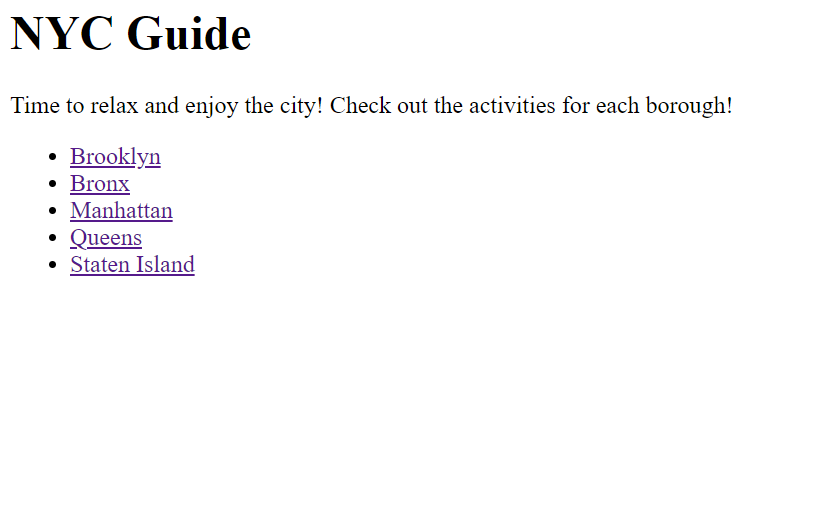 NYC Guide
Time to relax and enjoy the city! Check out the activities for each borough!
Brooklyn
Bronx
Manhattan
Queens
Staten Island